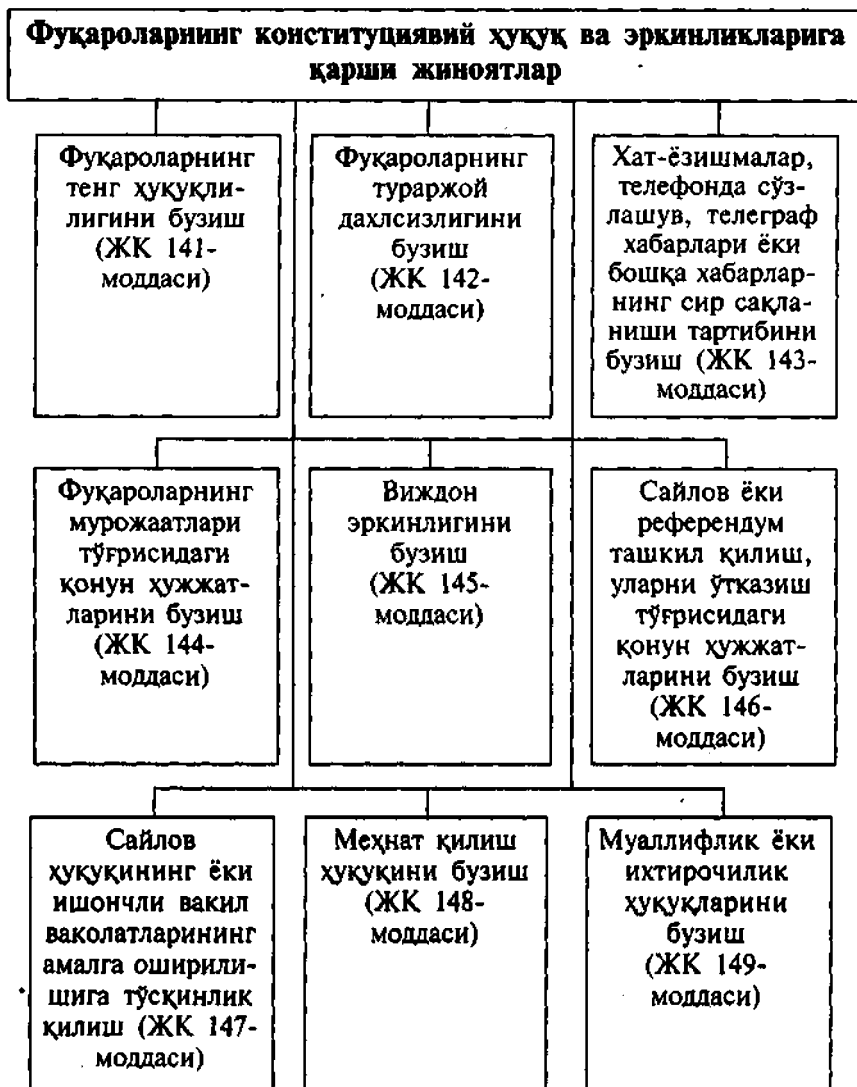 Фуқароларнинг конституциявий ҳуқуқ ва эркинликларига
қарши жиноятлар
Фуқароларнинг
тенг ҳуқуқли-
лигини бузиш
(ЖК 141-
моддаси)
Фуқароларнинг
тураржой
дахлсизлигини
бузиш
(ЖК 142-
моддаси)
Хат-ёзишмалар,
телефонда сўз-
лашув, телеграф
хабарлари ёки
бошқа хабарлар-
нинг сир сақла-
ниши тартибини
бузиш (ЖК 143-
моддаси)
Фуқароларнинг
мурожаатлари
тўғрисидаги
қонун ҳужжат-
ларини бузиш
(ЖК 144-
моддаси)
Виждон
эркинлигини
бузиш
(ЖК 145-
моддаси)
Сайлов ёки
референдум
ташкил қилиш,
уларни ўтказиш
тўғрисидаги
қонун ҳужжат-
ларини бузиш
(ЖК 146-
моддаси)
Сайлов
ҳуқуқининг ёки
ишончли вакил
ваколатларининг
амалга оширили-
шига тўсқинлик
қилиш (ЖК 147-
моддаси)
Меҳнат қилиш
ҳуқуқини бузиш
(ЖК 148-
моддаси)
Муаллифлик ёки
ихтирочилик
ҳуқуқларини
бузиш
(ЖК 149-
моддаси)